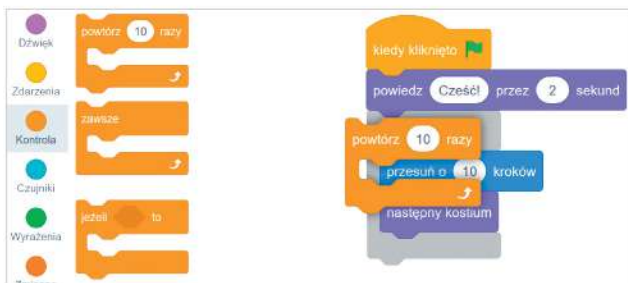 Dźwięk
Zdarzenia
Kontrola
Czujniki
Wyrażenia
powtórz 10 razy
zawsze
jeżeli to
kiedy kliknięto
powiedz Cześć! przez 2 sekund
powtórz 10 razy
przesuń o 10 kroków
następny kostium